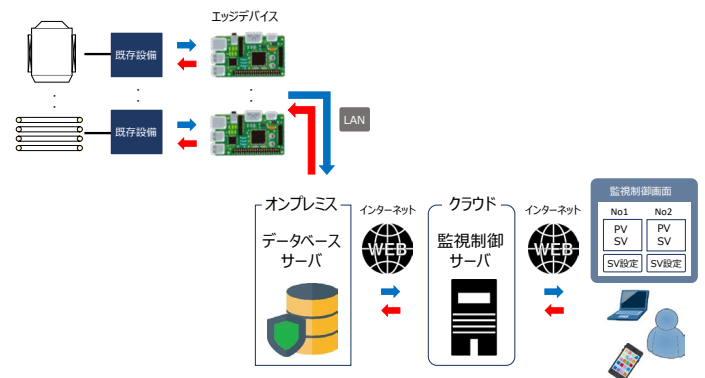 エッジデバイス
既存設備
既存設備
LAN
オンプレミス
データベース
サーバ
インターネット
WEB
クラウド
監視制御
サーバ
インターネット
WEB
監視制御画面
No1
No2
PV
SV
PV
SV
SV設定
SV設定